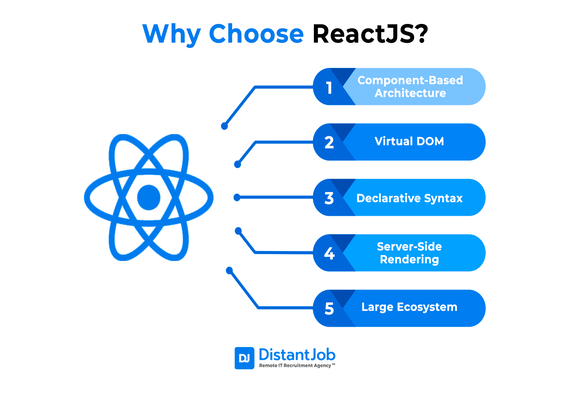 Why Choose ReactJS?
1
Component-Based
Architecture
2
Virtual DOM
3
Declarative Syntax
4
Server-Side
Rendering
5
Large Ecosystem
DJ
DistantJob
Remote IT Recruitment Agency™